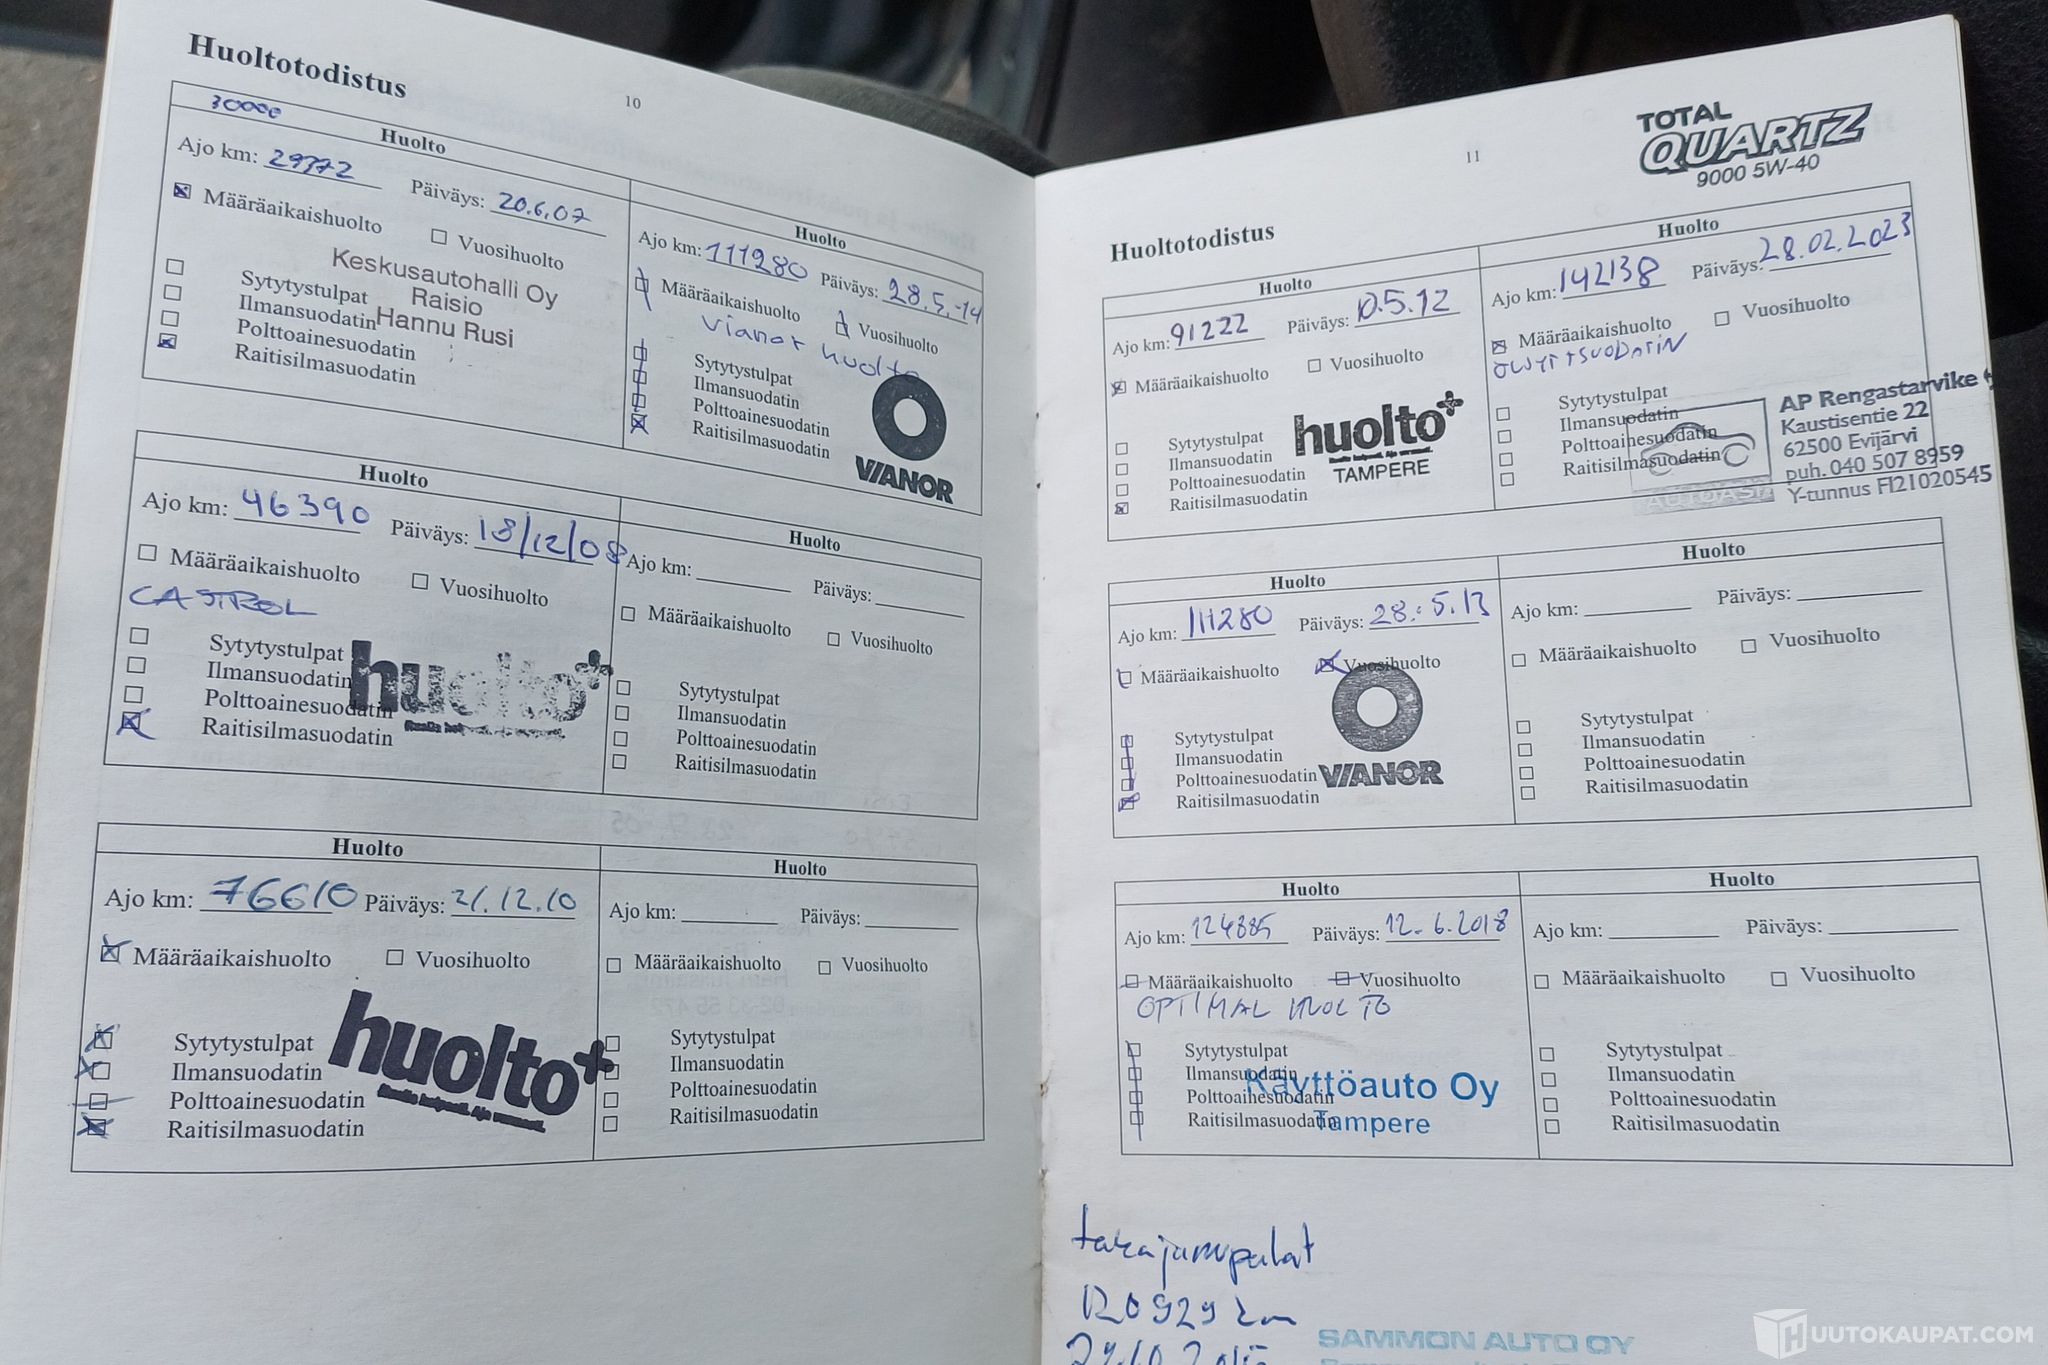 Huoltotodistus
10
30000
Huolto
Ajo km: 29372 Päiväys: 20.6.07
Määräaikaishuolto
Vuosihuolto
Keskusautohalli Oy
Raisio
Hannu Rusi
Sytytystulpat
Ilmansuodatin
Polttoainesuodatin
Raitisilmasuodatin
Huolto
Ajo km: 111280 Päiväys: 28.5.-14
Määräaikaishuolto
Vuosihuolto
Vianor huolto
Sytytystulpat
Ilmansuodatin
Polttoainesuodatin
Raitisilmasuodatin
VIANOR
Huolto
Ajo km: 46390 Päiväys: 18/12/08
Määräaikaishuolto
Vuosihuolto
CASTROL
Sytytystulpat
Ilmansuodatin
Polttoainesuodatin
Raitisilmasuodatin
huolto+
Huolto
Ajo km: Päiväys:
Määräaikaishuolto
Vuosihuolto
Sytytystulpat
Ilmansuodatin
Polttoainesuodatin
Raitisilmasuodatin
Huolto
Ajo km: 76610 Päiväys: 21.12.10
Määräaikaishuolto
Vuosihuolto
Sytytystulpat
Ilmansuodatin
Polttoainesuodatin
Raitisilmasuodatin
huolto+
Huolto
Ajo km: Päiväys:
Määräaikaishuolto
Vuosihuolto
Sytytystulpat
Ilmansuodatin
Polttoainesuodatin
Raitisilmasuodatin
11
TOTAL
QUARTZ
9000 5W-40
Huoltotodistus
Huolto
Ajo km: 91222 Päiväys: 10.5.12
Määräaikaishuolto
Vuosihuolto
Sytytystulpat
Ilmansuodatin
Polttoainesuodatin
Raitisilmasuodatin
huolto+
TAMPERE
Huolto
Ajo km: 142138 Päiväys: 28.02.2023
Määräaikaishuolto
Vuosihuolto
Sytytystulpat
Ilmansuodatin
Polttoainesuodatin
Raitisilmasuodatin
AP Rengastarvike
Kaustisentie 22
62500 Evijärvi
puh. 040 507 8959
Y-tunnus FI21020545
Huolto
Ajo km: 111280 Päiväys: 28.5.13
Määräaikaishuolto
Vuosihuolto
Sytytystulpat
Ilmansuodatin
Polttoainesuodatin
Raitisilmasuodatin
VIANOR
Huolto
Ajo km: Päiväys:
Määräaikaishuolto
Vuosihuolto
Sytytystulpat
Ilmansuodatin
Polttoainesuodatin
Raitisilmasuodatin
Huolto
Ajo km: 124885 Päiväys: 12.6.2018
Määräaikaishuolto
Vuosihuolto
OPTIMAL HUOLTO
Sytytystulpat
Ilmansuodatin
Polttoainesuodatin
Raitisilmasuodatin
Käyttöauto Oy
Tampere
Huolto
Ajo km: Päiväys:
Määräaikaishuolto
Vuosihuolto
Sytytystulpat
Ilmansuodatin
Polttoainesuodatin
Raitisilmasuodatin
takajarrupalat
120929 km
SAMMON AUTO OY
HUUTOKAUPAT.COM